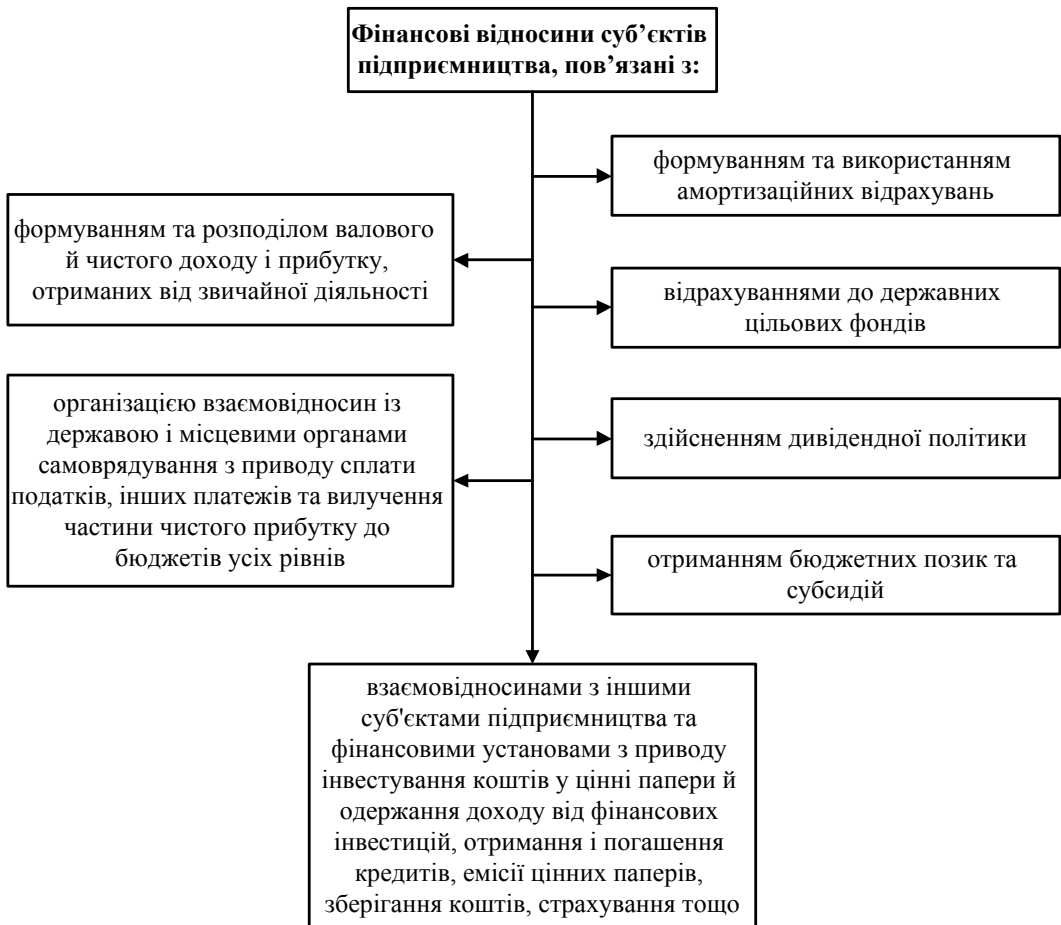 Фінансові відносини суб’єктів
підприємництва, пов’язані з:
формуванням та використанням
амортизаційних відрахувань
формуванням та розподілом валового
й чистого доходу і прибутку,
отриманих від звичайної діяльності
відрахуваннями до державних
цільових фондів
організацією взаємовідносин із
державою і місцевими органами
самоврядування з приводу сплати
податків, інших платежів та вилучення
частини чистого прибутку до
бюджетів усіх рівнів
здійсненням дивідендної політики
отриманням бюджетних позик та
субсидій
взаємовідносинами з іншими
суб'єктами підприємництва та
фінансовими установами з приводу
інвестування коштів у цінні папери й
одержання доходу від фінансових
інвестицій, отримання і погашення
кредитів, емісії цінних паперів,
зберігання коштів, страхування тощо